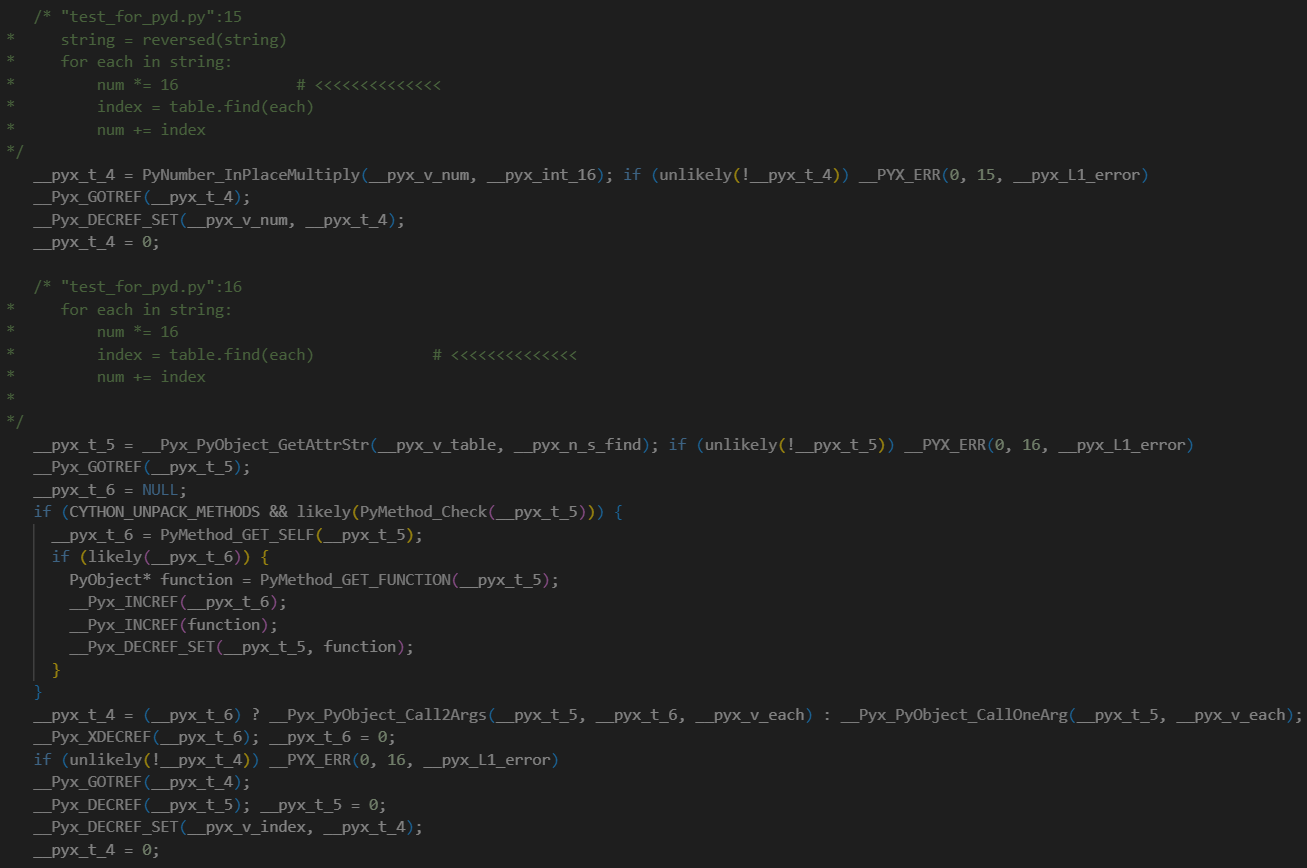 /* "test_for_pyd.py":15
*     string = reversed(string)
*     for each in string:
*         num *= 16             # <<<<<<<<<<<<<<
*         index = table.find(each)
*         num += index
*/
__pyx_t_4 = PyNumber_InPlaceMultiply(__pyx_v_num, __pyx_int_16); if (unlikely(!__pyx_t_4)) __PYX_ERR(0, 15, __pyx_L1_error)
__Pyx_GOTREF(__pyx_t_4);
__Pyx_DECREF_SET(__pyx_v_num, __pyx_t_4);
__pyx_t_4 = 0;
/* "test_for_pyd.py":16
*     for each in string:
*         num *= 16
*         index = table.find(each)             # <<<<<<<<<<<<<<
*         num += index
*
*/
__pyx_t_5 = __Pyx_PyObject_GetAttrStr(__pyx_v_table, __pyx_n_s_find); if (unlikely(!__pyx_t_5)) __PYX_ERR(0, 16, __pyx_L1_error)
__Pyx_GOTREF(__pyx_t_5);
__pyx_t_6 = NULL;
if (CYTHON_UNPACK_METHODS && likely(PyMethod_Check(__pyx_t_5))) {
  __pyx_t_6 = PyMethod_GET_SELF(__pyx_t_5);
  if (likely(__pyx_t_6)) {
    PyObject* function = PyMethod_GET_FUNCTION(__pyx_t_5);
    __Pyx_INCREF(__pyx_t_6);
    __Pyx_INCREF(function);
    __Pyx_DECREF_SET(__pyx_t_5, function);
  }
}
__pyx_t_4 = (__pyx_t_6) ? __Pyx_PyObject_Call2Args(__pyx_t_5, __pyx_t_6, __pyx_v_each) : __Pyx_PyObject_CallOneArg(__pyx_t_5, __pyx_v_each);
__Pyx_XDECREF(__pyx_t_6); __pyx_t_6 = 0;
if (unlikely(!__pyx_t_4)) __PYX_ERR(0, 16, __pyx_L1_error)
__Pyx_GOTREF(__pyx_t_4);
__Pyx_DECREF(__pyx_t_5); __pyx_t_5 = 0;
__Pyx_DECREF_SET(__pyx_v_index, __pyx_t_4);
__pyx_t_4 = 0;